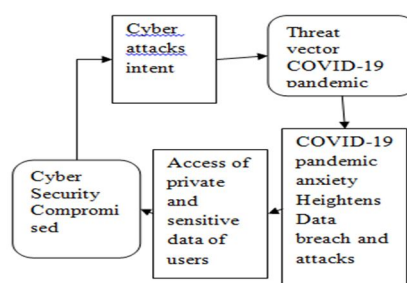 Cyber
attacks
intent
Threat
vector
COVID-19
pandemic
COVID-19
pandemic
anxiety
Heightens
Data
breach and
attacks
Access of
private
and
sensitive
data of
users
Cyber
Security
Compromi
sed